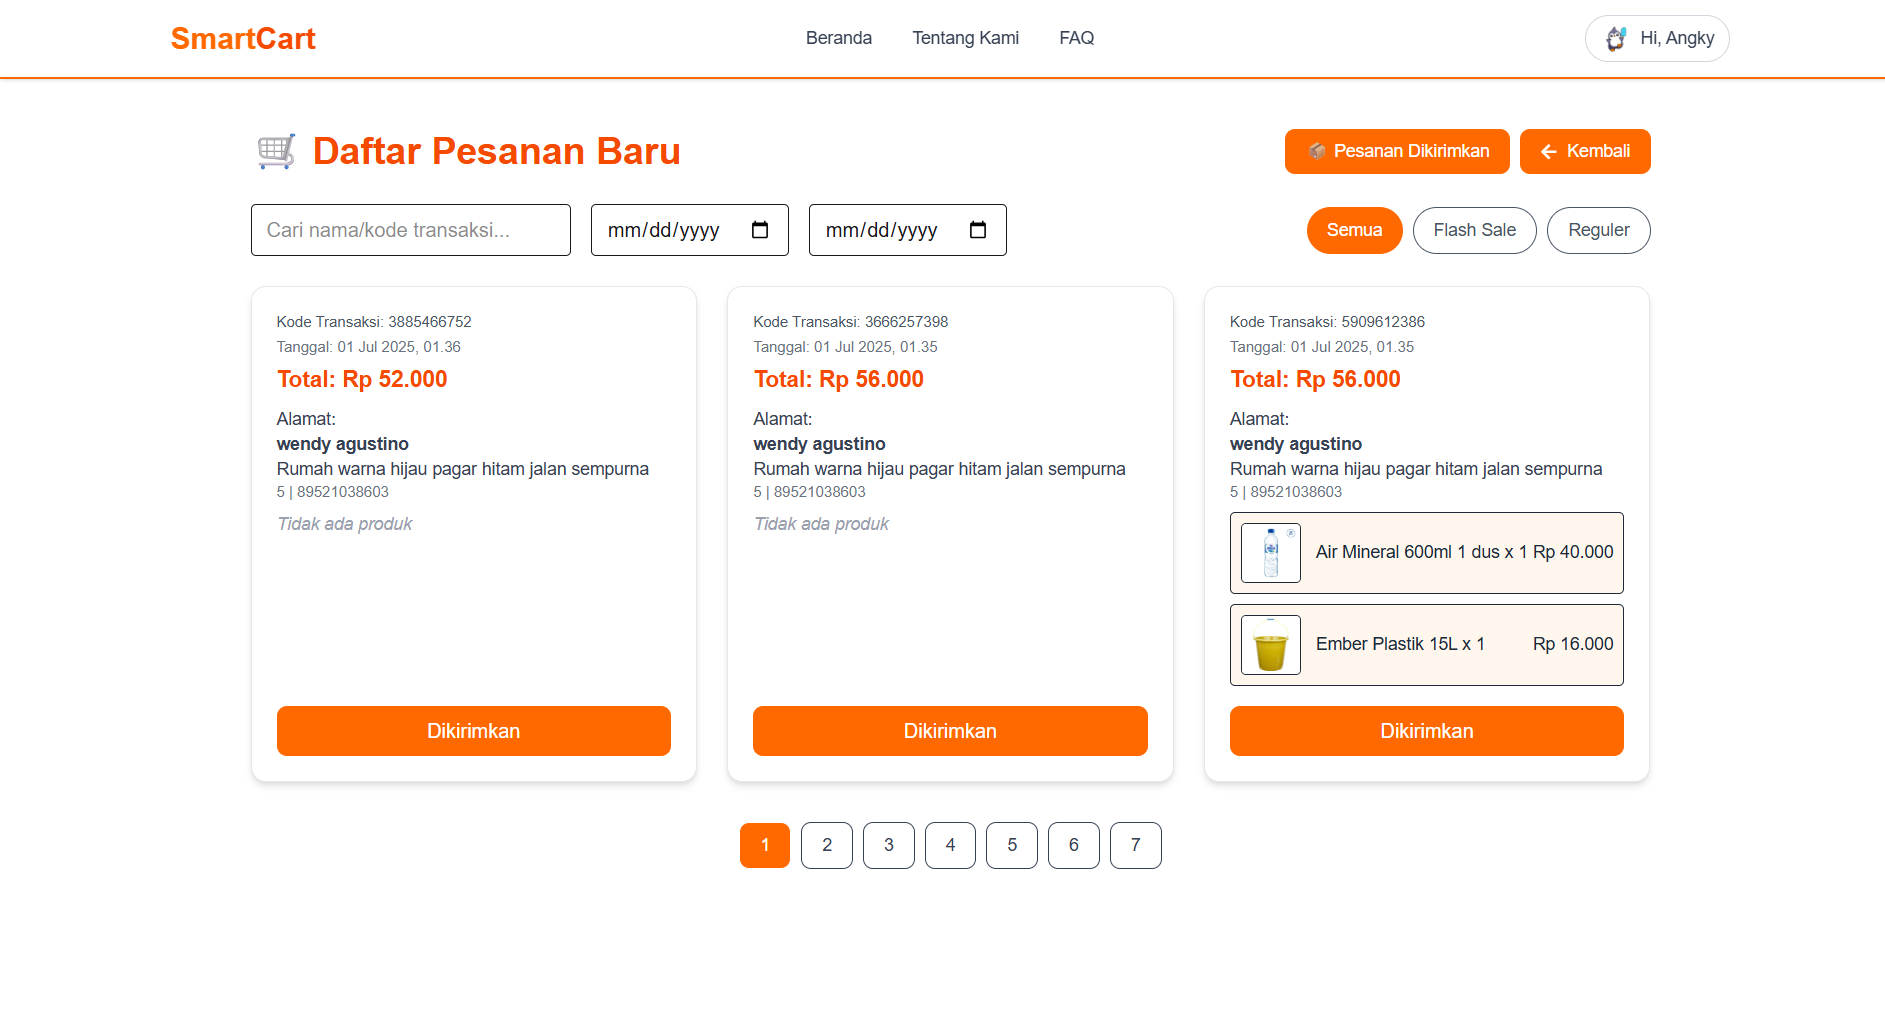 SmartCart
Beranda
Tentang Kami
FAQ
Hi, Angky
Daftar Pesanan Baru
Pesanan Dikirimkan
Kembali
Cari nama/kode transaksi...
mm/dd/yyyy
mm/dd/yyyy
Semua
Flash Sale
Reguler
Kode Transaksi: 3885466752
Tanggal: 01 Jul 2025, 01.36
Total: Rp 52.000
Alamat:
wendy agustino
Rumah warna hijau pagar hitam jalan sempurna
5 | 89521038603
Tidak ada produk
Dikirimkan
Kode Transaksi: 3666257398
Tanggal: 01 Jul 2025, 01.35
Total: Rp 56.000
Alamat:
wendy agustino
Rumah warna hijau pagar hitam jalan sempurna
5 | 89521038603
Tidak ada produk
Dikirimkan
Kode Transaksi: 5909612386
Tanggal: 01 Jul 2025, 01.35
Total: Rp 56.000
Alamat:
wendy agustino
Rumah warna hijau pagar hitam jalan sempurna
5 | 89521038603
Air Mineral 600ml 1 dus x 1 Rp 40.000
Ember Plastik 15L x 1 Rp 16.000
Dikirimkan
1 2 3 4 5 6 7